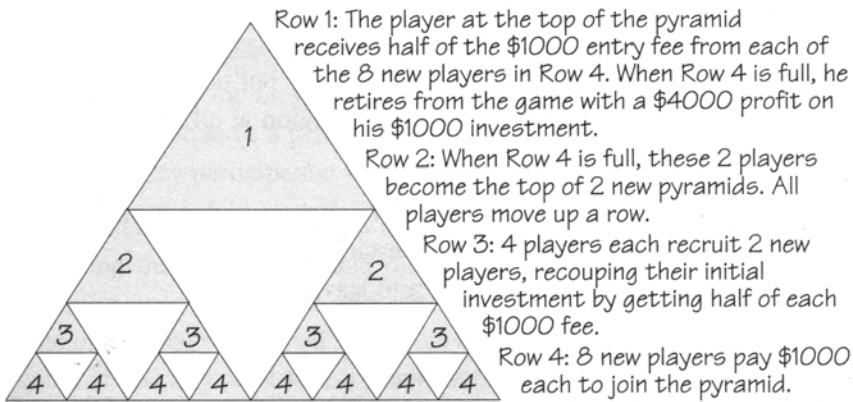 Row 1: The player at the top of the pyramid
receives half of the $1000 entry fee from each of
the 8 new players in Row 4. When Row 4 is full, he
retires from the game with a $4000 profit on
his $1000 investment.
1
Row 2: When Row 4 is full, these 2 players
become the top of 2 new pyramids. All
players move up a row.
2 2
Row 3: 4 players each recruit 2 new
players, recouping their initial
investment by getting half of each
$1000 fee.
3 3 3 3
Row 4: 8 new players pay $1000
each to join the pyramid.
4 4 4 4 4 4 4 4